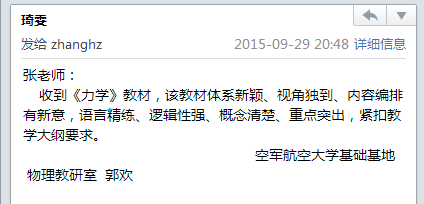 琦雯
发给 zhanghz
2015-09-29 20:48 详细信息
张老师：
收到《力学》教材，该教材体系新颖、视角独到、内容编排
有新意，语言精练、逻辑性强、概念清楚、重点突出，紧扣教
学大纲要求。
空军航空大学基础基地
物理教研室 郭欢